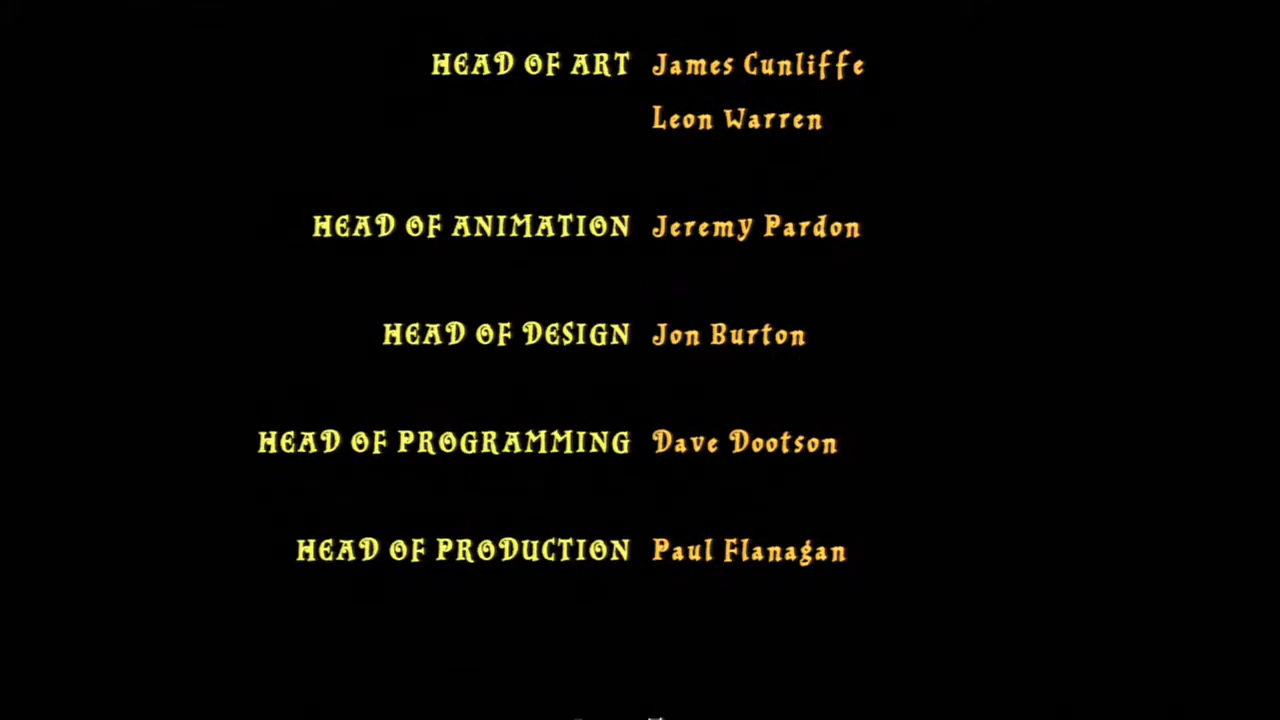 HEAD OF ART James Cunliffe
Leon Warren
HEAD OF ANIMATION Jeremy Pardon
HEAD OF DESIGN Jon Burton
HEAD OF PROGRAMMING Dave Dootson
HEAD OF PRODUCTION Paul Flanagan